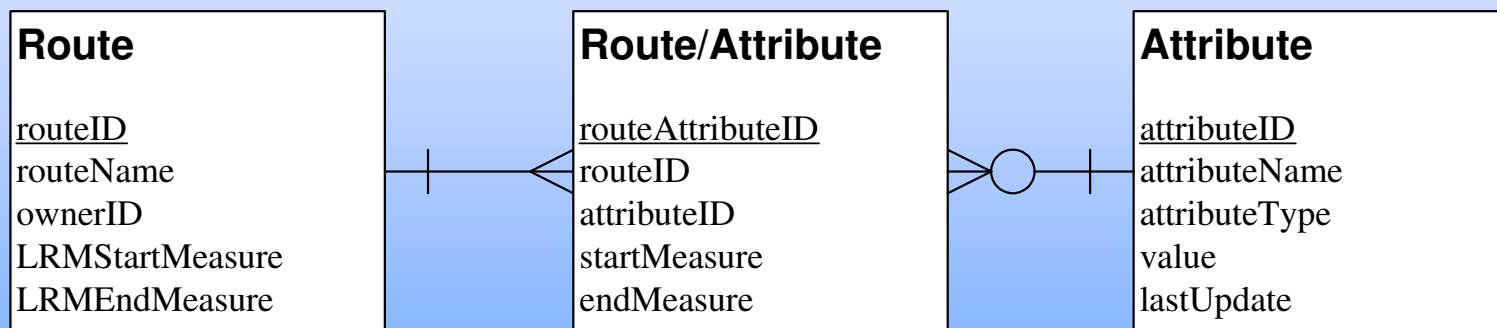 Route
routeID
routeName
ownerID
LRMStartMeasure
LRMEndMeasure
Route/Attribute
routeAttributeID
routeID
attributeID
startMeasure
endMeasure
Attribute
attributeID
attributeName
attributeType
value
lastUpdate